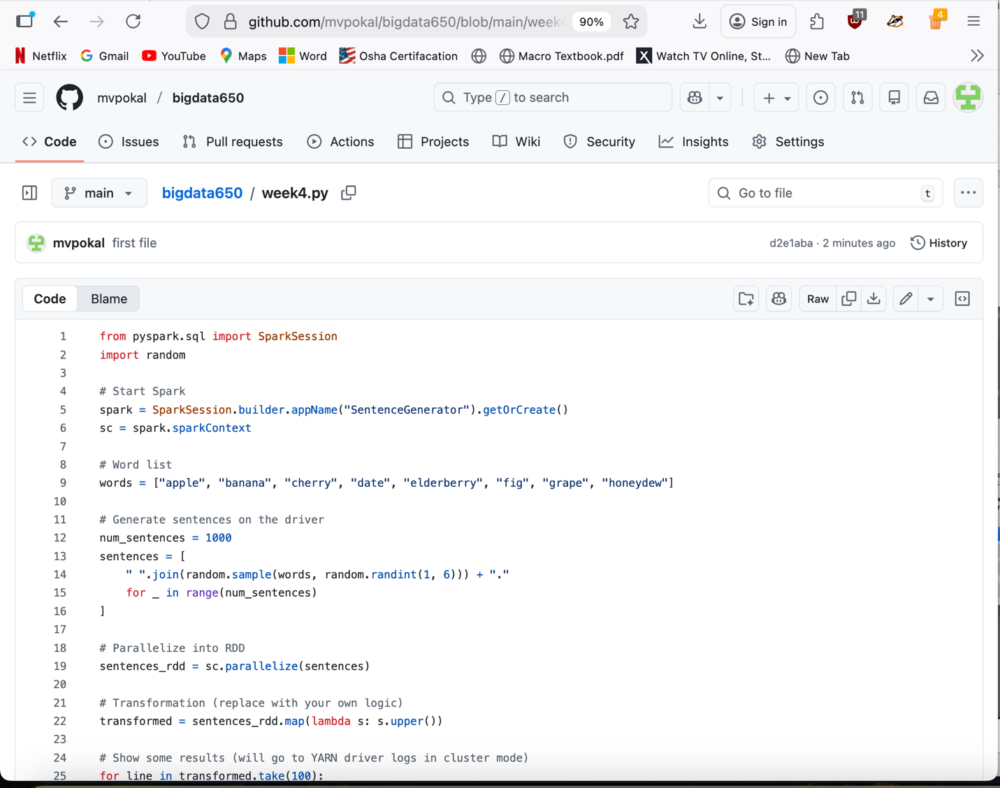 github.com/mvpokal/bigdata650/blob/main/week4 90% Sign in 11 4
Netflix Gmail YouTube Maps Word Osha Certifacation Macro Textbook.pdf Watch TV Online, St... New Tab
mvpokal / bigdata650 Type / to search
Code Issues Pull requests Actions Projects Wiki Security Insights Settings
main bigdata650 / week4.py Go to file t
mvpokal first file d2e1aba · 2 minutes ago History
Code Blame Raw
1 from pyspark.sql import SparkSession
2 import random
3
4 # Start Spark
5 spark = SparkSession.builder.appName("SentenceGenerator").getOrCreate()
6 sc = spark.sparkContext
7
8 # Word list
9 words = ["apple", "banana", "cherry", "date", "elderberry", "fig", "grape", "honeydew"]
10
11 # Generate sentences on the driver
12 num_sentences = 1000
13 sentences = [
14     " ".join(random.sample(words, random.randint(1, 6))) + "."
15     for _ in range(num_sentences)
16 ]
17
18 # Parallelize into RDD
19 sentences_rdd = sc.parallelize(sentences)
20
21 # Transformation (replace with your own logic)
22 transformed = sentences_rdd.map(lambda s: s.upper())
23
24 # Show some results (will go to YARN driver logs in cluster mode)
25 for line in transformed.take(100):